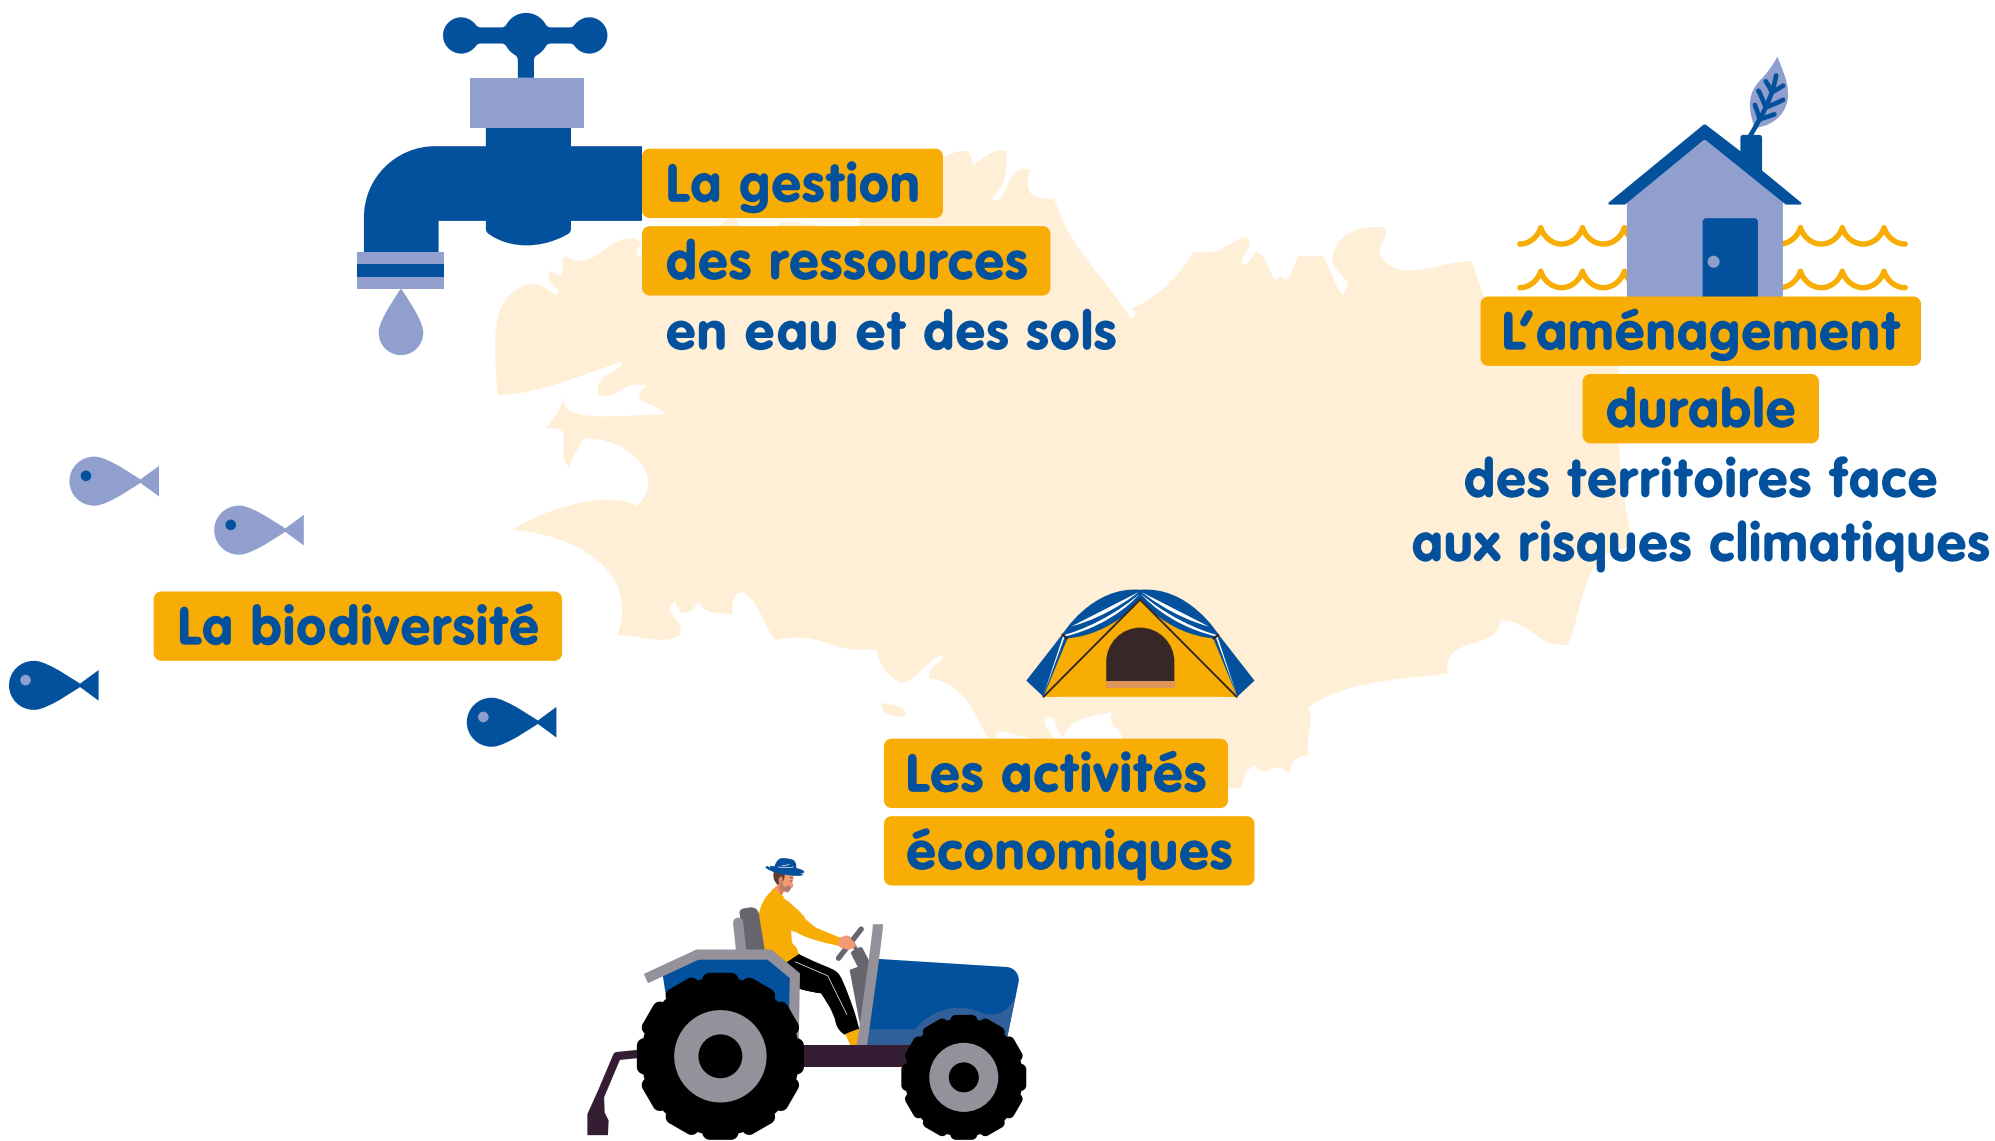 La gestion
des ressources
en eau et des sols
L'aménagement
durable
des territoires face
aux risques climatiques
La biodiversité
Les activités
économiques